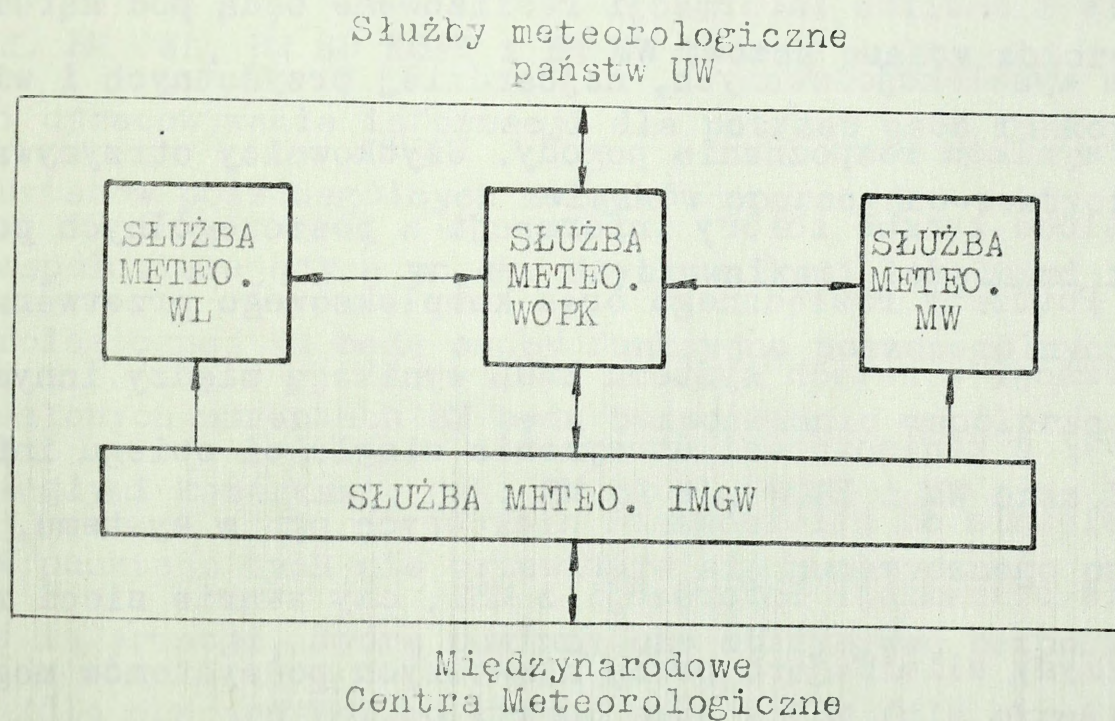 Służby meteorologiczne
państw UW
SŁUŻBA
METEO.
WL
SŁUŻBA
METEO.
WOPK
SŁUŻBA
METEO.
MW
SŁUŻBA METEO. IMGW
Międzynarodowe
Centra Meteorologiczne